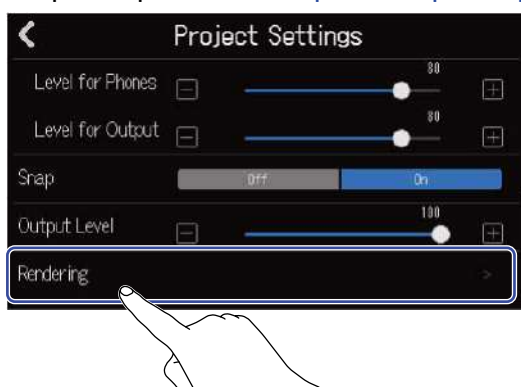 Project Settings
80
Level for Phones
80
Level for Output
Snap
Off
On
100
Output Level
Rendering